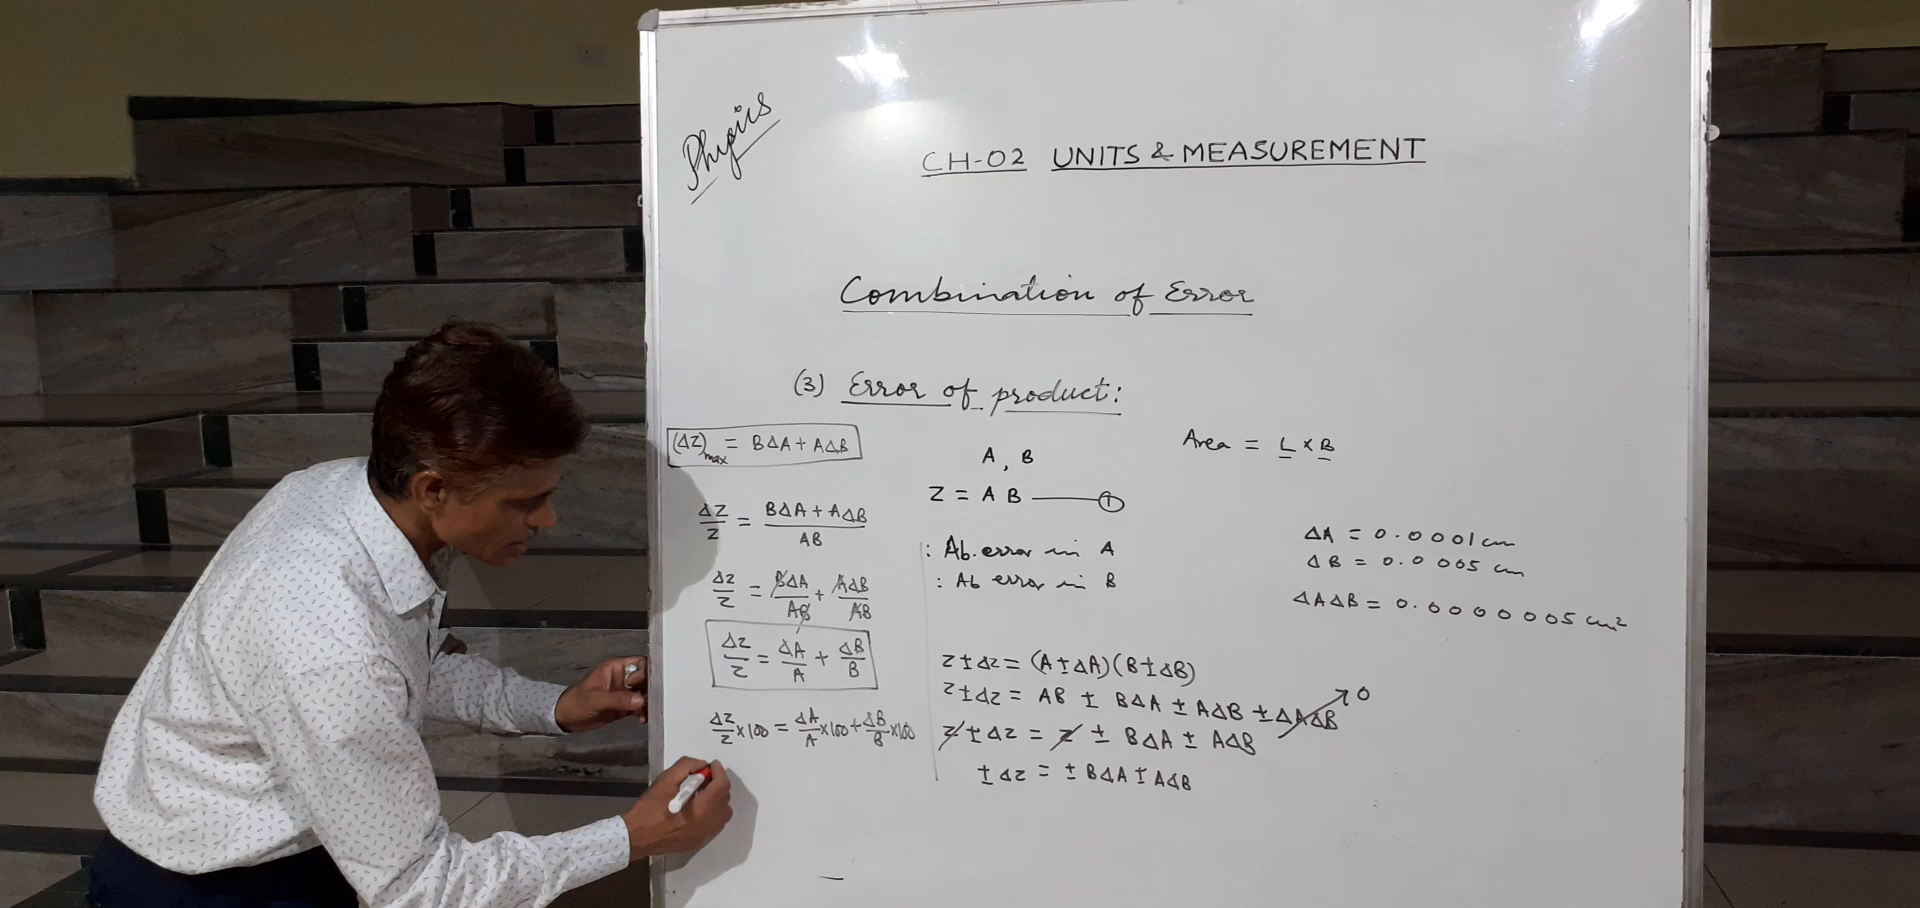 Physics
CH-02 UNITS & MEASUREMENT
Combination of Error
(3) Error of product:
(ΔZ)max = BΔA + AΔB
ΔZ/Z = (BΔA + AΔB)/AB
ΔZ/Z = BΔA/AB + AΔB/AB
ΔZ/Z = ΔA/A + ΔB/B
ΔZ/Z×100 = ΔA/A×100 + ΔB/B×100
A, B
Z = AB ——— ①
: Ab. error in A
: Ab error in B
Z ± ΔZ = (A ± ΔA)(B ± ΔB)
Z ± ΔZ = AB ± BΔA ± AΔB ± ΔAΔB → 0
Z ± ΔZ = Z ± BΔA ± AΔB
± ΔZ = ± BΔA ± AΔB
Area = L × B
ΔA = 0.0001 cm
ΔB = 0.0005 cm
ΔAΔB = 0.00000005 cm²